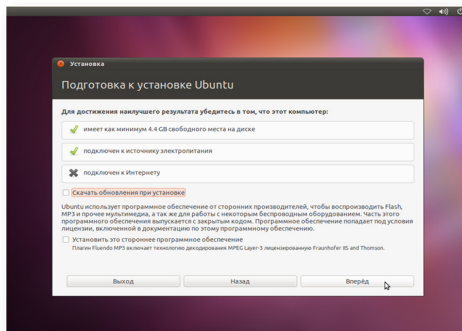 Установка
Подготовка к установке Ubuntu
Для достижения наилучшего результата убедитесь в том, что этот компьютер:
имеет как минимум 4.4 GB свободного места на диске
подключен к источнику электропитания
подключен к Интернету
Скачать обновления при установке
Ubuntu использует программное обеспечение от сторонних производителей, чтобы воспроизводить Flash,
MP3 и прочее мультимедиа, а так же для работы с некоторым беспроводным оборудованием. Часть этого
программного обеспечения выпускается с закрытым кодом. Программное обеспечение попадает под условия
лицензии, включенной в документацию по этому программному обеспечению.
Установить это стороннее программное обеспечение
Плагин Fluendo MP3 включает технологию декодирования MPEG Layer-3 лицензированную Fraunhofer IIS and Thomson.
Выход
Назад
Вперёд